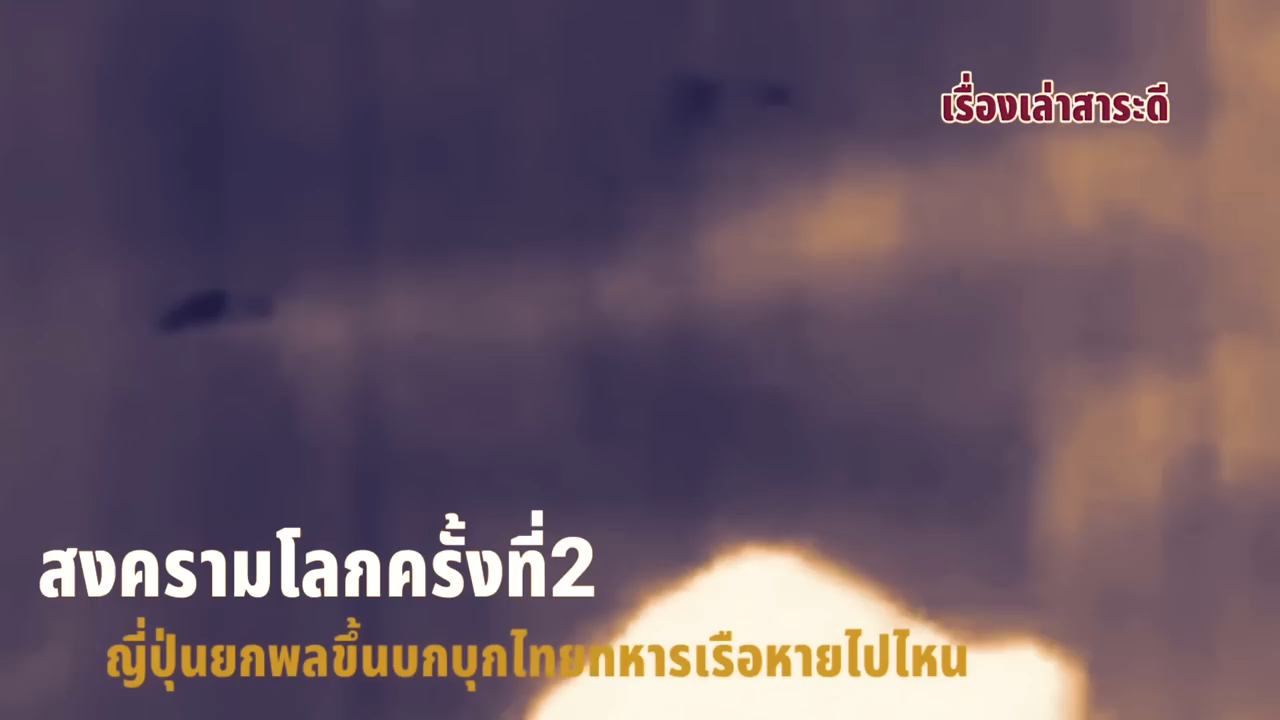 เรื่องเล่าสาระดี
สงครามโลกครั้งที่2
ญี่ปุ่นยกพลขึ้นบกบุกไทยทหารเรือหายไปไหน